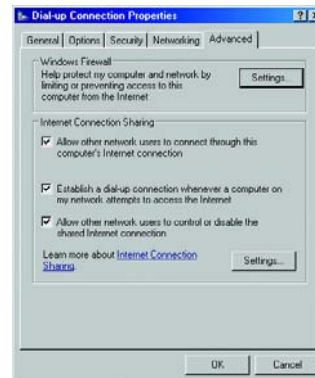 Dial-up Connection Properties
General Options Security Networking Advanced
Windows Firewall
Help protect my computer and network by
limiting or preventing access to this
computer from the Internet
Settings...
Internet Connection Sharing
Allow other network users to connect through this
computer's Internet connection
Establish a dial-up connection whenever a computer on
my network attempts to access the Internet
Allow other network users to control or disable the
shared Internet connection
Learn more about Internet Connection
Sharing.
Settings...
OK Cancel